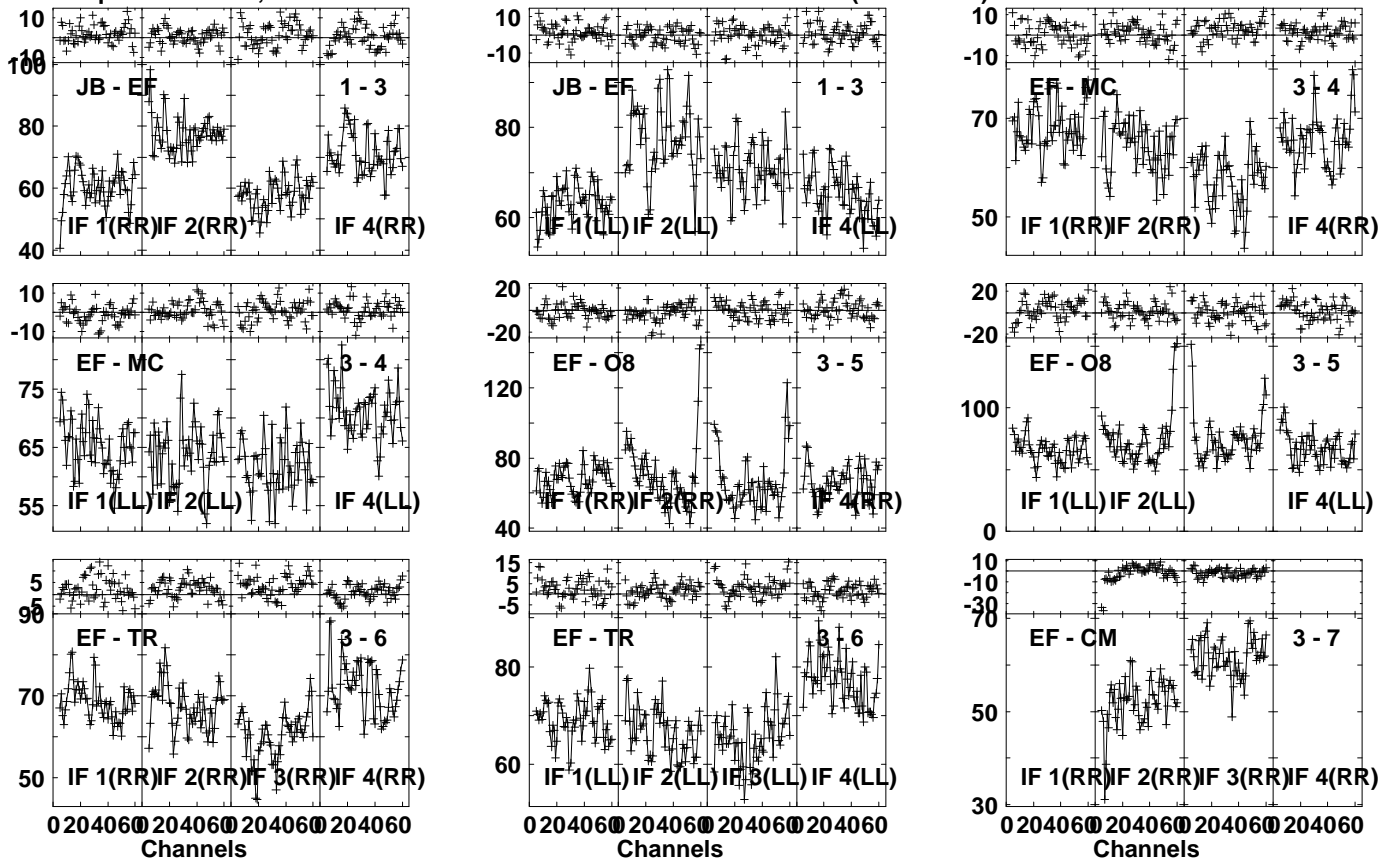 10 10 10
-10 -10 -10
100 JB - EF 1 - 3 JB - EF 1 - 3 EF - MC 3 - 4
80 80 70
60 60 50
40
IF 1(RR) IF 2(RR) IF 4(RR) IF 1(LL) IF 2(LL) IF 4(LL) IF 1(RR) IF 2(RR) IF 4(RR)
10 20 20
-10 -20 -20
EF - MC 3 - 4 EF - O8 3 - 5 EF - O8 3 - 5
75 120 100
65 80 0
55 40
IF 1(LL) IF 2(LL) IF 4(LL) IF 1(RR) IF 2(RR) IF 4(RR) IF 1(LL) IF 2(LL) IF 4(LL)
5 15 10
-5 5 -10
90 -5 -30
EF - TR 3 - 6 EF - TR 3 - 6 70 EF - CM 3 - 7
70 80 50
50 60 30
IF 1(RR) IF 2(RR) IF 3(RR) IF 4(RR) IF 1(LL) IF 2(LL) IF 3(LL) IF 4(LL) IF 1(RR) IF 2(RR) IF 3(RR) IF 4(RR)
0 20 40 60 0 20 40 60 0 20 40 60 0 20 40 60 0 20 40 60 0 20 40 60 0 20 40 60 0 20 40 60 0 20 40 60 0 20 40 60 0 20 40 60 0 20 40 60
Channels Channels Channels